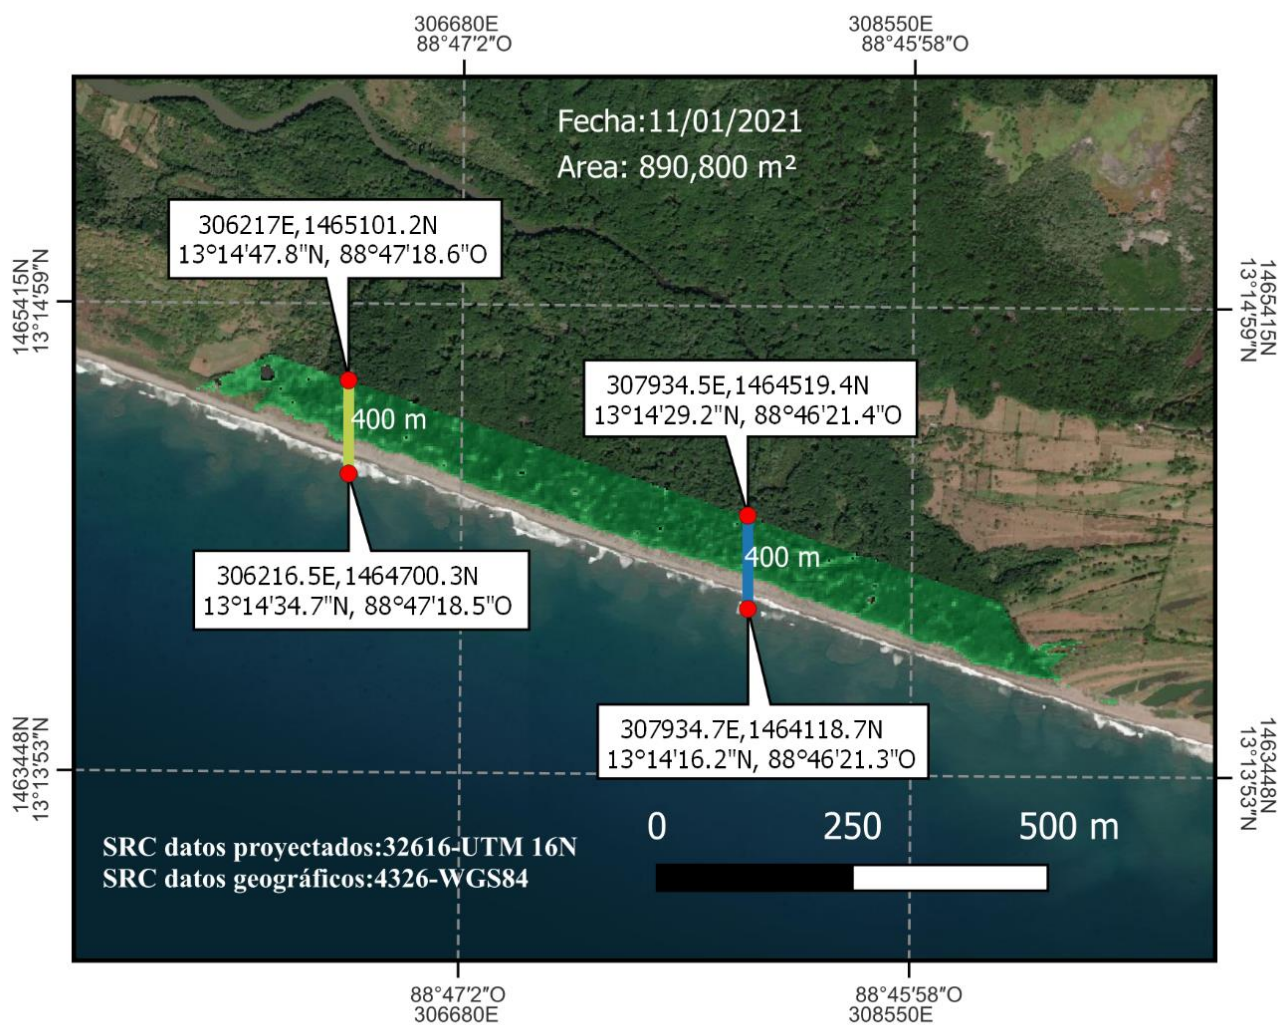 306680E
88°47'2"O
308550E
88°45'58"O
Fecha:11/01/2021
Area: 890,800 m²
306217E,1465101.2N
13°14'47.8"N, 88°47'18.6"O
1465415N
13°14'59"N
1465415N
13°14'59"N
307934.5E,1464519.4N
13°14'29.2"N, 88°46'21.4"O
400 m
400 m
306216.5E,1464700.3N
13°14'34.7"N, 88°47'18.5"O
307934.7E,1464118.7N
13°14'16.2"N, 88°46'21.3"O
1463448N
13°13'53"N
1463448N
13°13'53"N
0 250 500 m
SRC datos proyectados:32616-UTM 16N
SRC datos geográficos:4326-WGS84
88°47'2"O
306680E
88°45'58"O
308550E